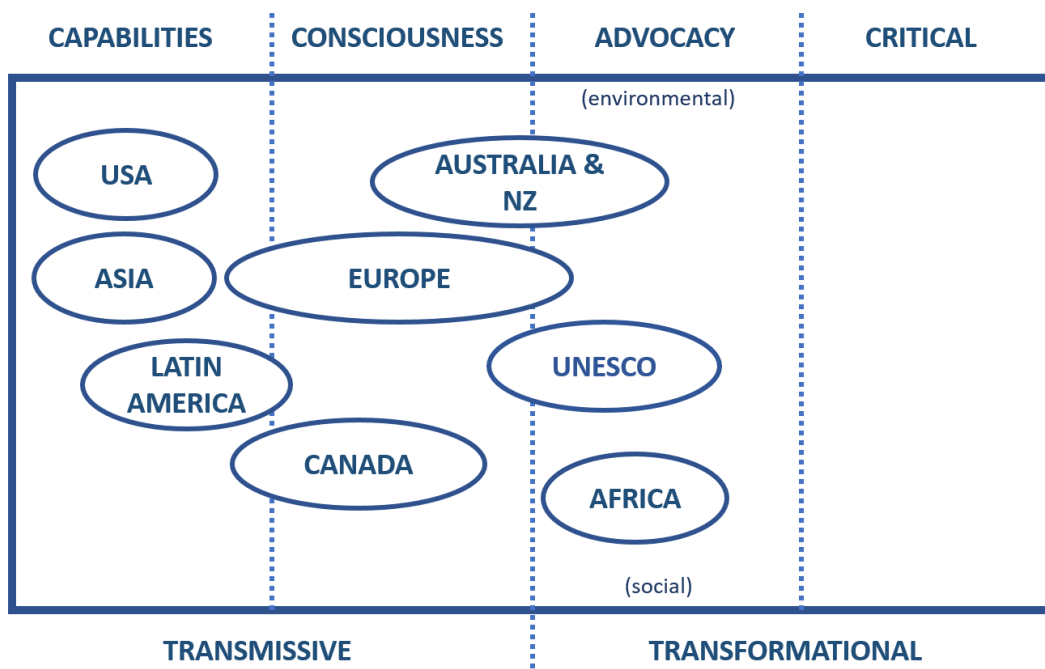 CAPABILITIES
CONSCIOUSNESS
ADVOCACY
CRITICAL
(environmental)
USA
AUSTRALIA &
NZ
ASIA
EUROPE
LATIN
AMERICA
UNESCO
CANADA
AFRICA
(social)
TRANSMISSIVE
TRANSFORMATIONAL